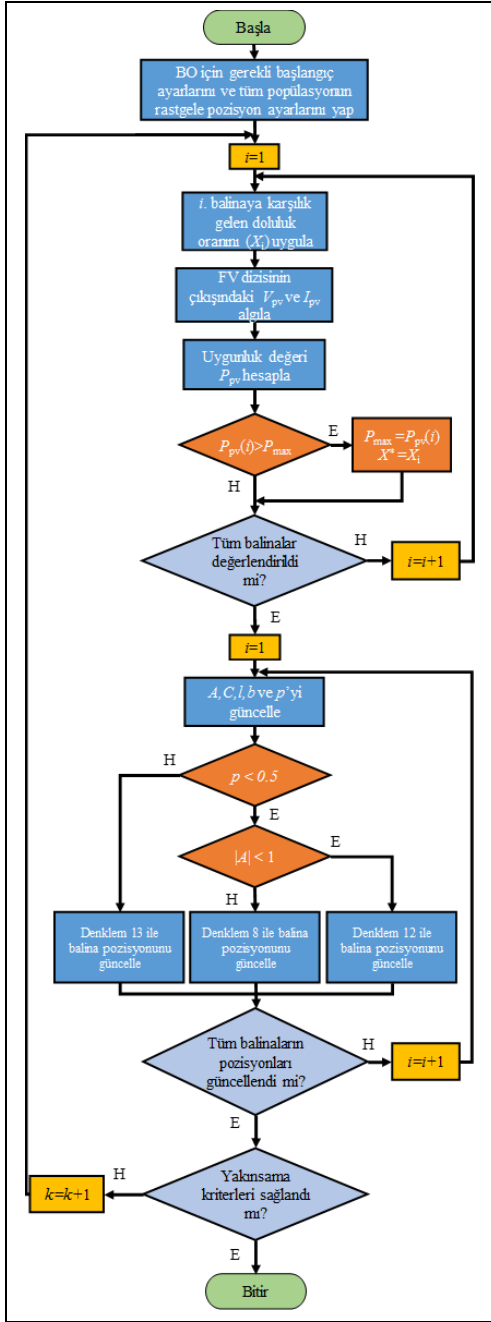 Başla
BO için gerekli başlangıç
ayarlarını ve tüm popülasyonun
rastgele pozisyon ayarlarını yap
i=1
i. balinaya karşılık
gelen doluluk
oranını (Xi) uygula
FV dizisinin
çıkışındaki Vpv ve Ipv
algıla
Uygunluk değeri
Ppv hesapla
Ppv(i)>Pmax
E
Pmax =Ppv(i)
X*=Xi
H
Tüm balinalar
değerlendirildi
mi?
H
i=i+1
E
i=1
A,C,l,b ve p'yi
güncelle
H
p < 0.5
E
|A| < 1
E
H
Denklem 13 ile
balina pozisyonunu
güncelle
Denklem 8 ile balina
pozisyonunu
güncelle
Denklem 12 ile
balina pozisyonunu
güncelle
Tüm balinaların
pozisyonları
güncellendi mi?
H
i=i+1
E
Yakınsama
kriterleri sağlandı
mı?
H
k=k+1
E
Bitir